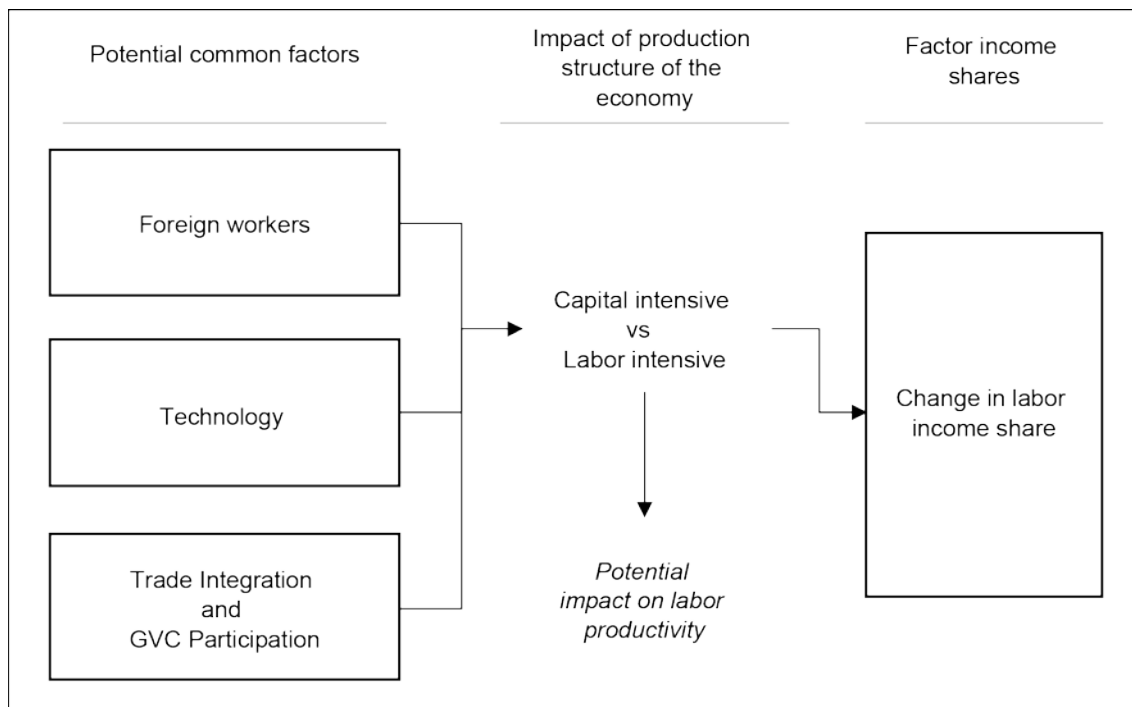 Potential common factors
Impact of production
structure of the
economy
Factor income
shares
Foreign workers
Technology
Trade Integration
and
GVC Participation
Capital intensive
vs
Labor intensive
Potential
impact on labor
productivity
Change in labor
income share